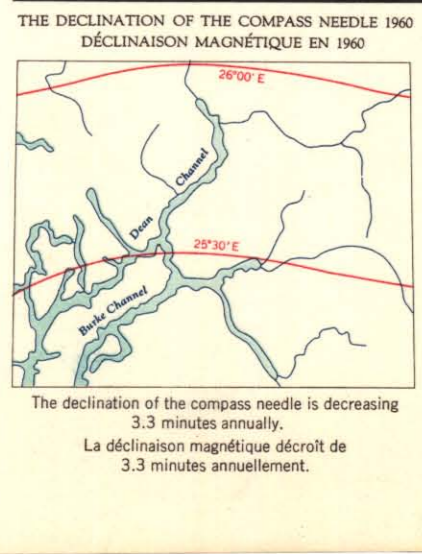 THE DECLINATION OF THE COMPASS NEEDLE 1960
DÉCLINAISON MAGNÉTIQUE EN 1960
26°00' E
Dean Channel
25°30' E
Burke Channel
The declination of the compass needle is decreasing
3.3 minutes annually.
La déclinaison magnétique décroît de
3.3 minutes annuellement.